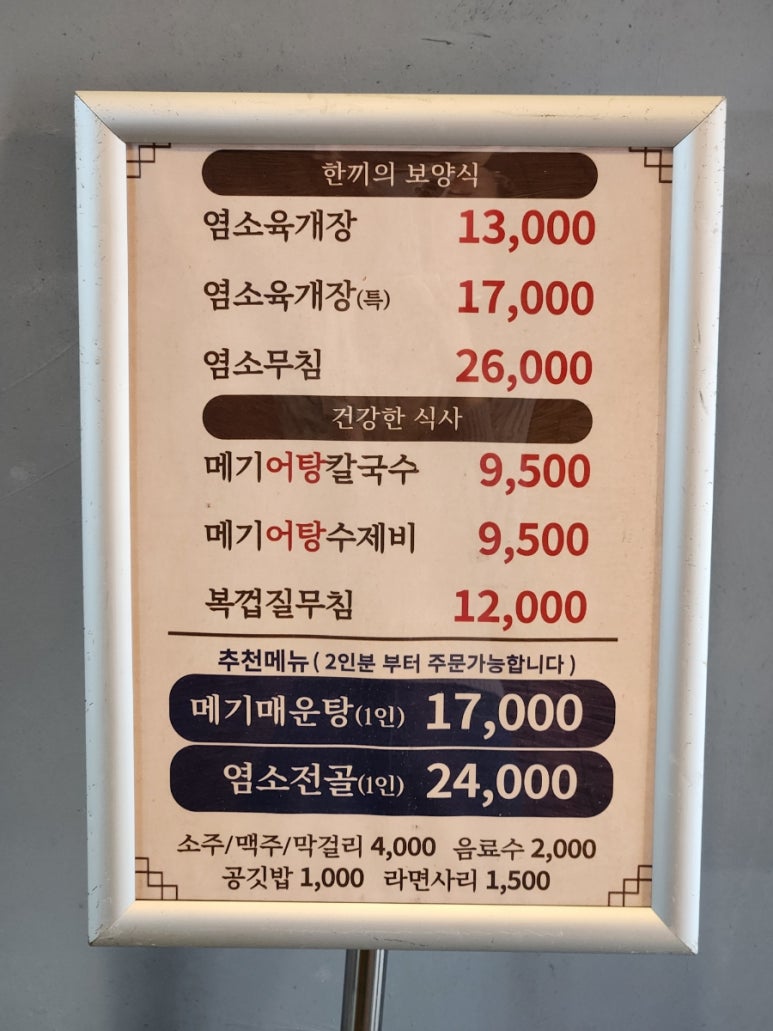 한끼의 보양식
염소육개장 13,000
염소육개장(특) 17,000
염소무침 26,000
건강한 식사
메기어탕칼국수 9,500
메기어탕수제비 9,500
복껍질무침 12,000
추천메뉴 ( 2인분 부터 주문가능합니다 )
메기매운탕(1인) 17,000
염소전골(1인) 24,000
소주/맥주/막걸리 4,000 음료수 2,000
공깃밥 1,000 라면사리 1,500